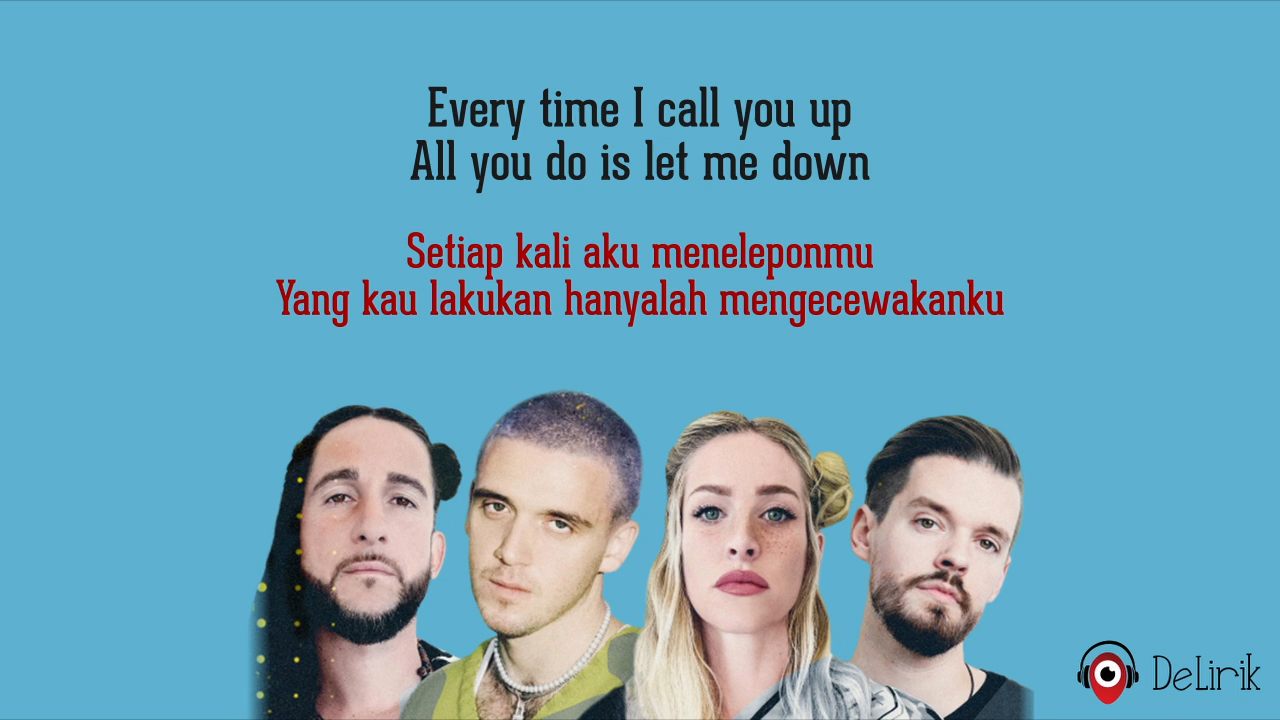 Every time I call you up
All you do is let me down
Setiap kali aku meneleponmu
Yang kau lakukan hanyalah mengecewakanku
DeLirik